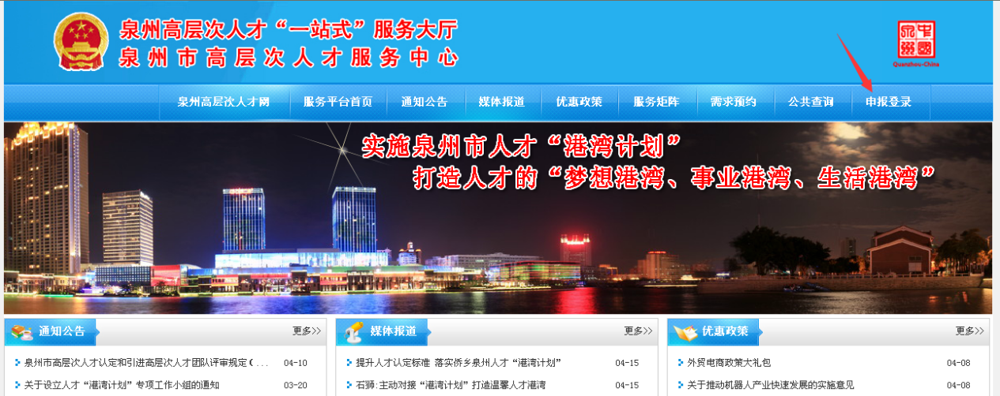 泉州高层次人才“一站式”服务大厅
泉州市高层次人才服务中心
泉州
中國
Quanzhou-China
泉州高层次人才网 服务平台首页 通知公告 媒体报道 优惠政策 服务矩阵 需求预约 公共查询 申报登录
实施泉州市人才“港湾计划”
打造人才的“梦想港湾、事业港湾、生活港湾”
通知公告 更多>>
泉州市高层次人才认定和引进高层次人才团队评审规定(... 04-10
关于设立人才“港湾计划”专项工作小组的通知 03-20
媒体报道 更多>>
提升人才认定标准 落实侨乡泉州人才“港湾计划” 04-15
石狮:主动对接“港湾计划”打造温馨人才港湾 04-15
优惠政策 更多>>
外贸电商政策大礼包 04-08
关于推动机器人产业快速发展的实施意见 04-08